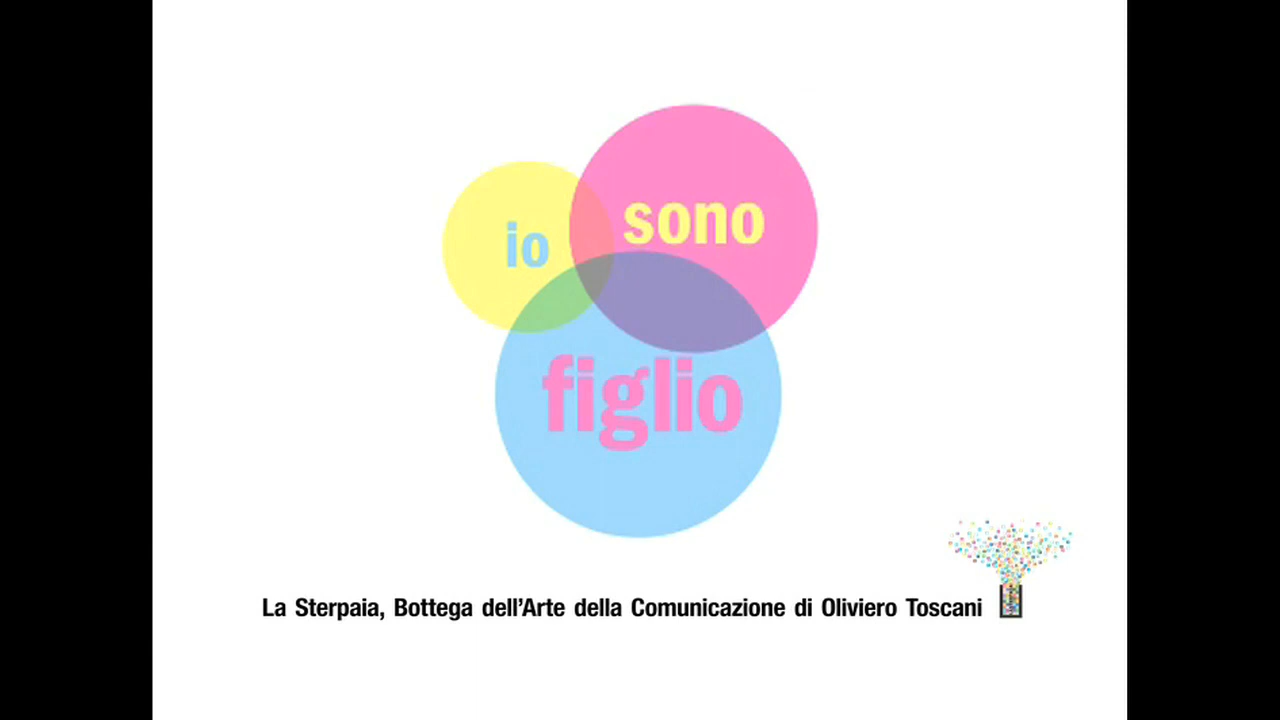 io
sono
figlio
La Sterpaia, Bottega dell'Arte della Comunicazione di Oliviero Toscani